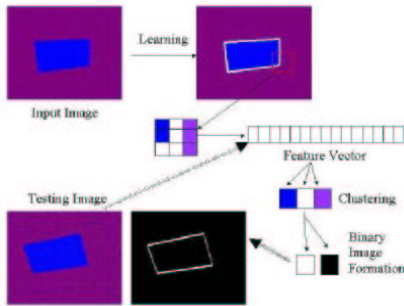 Learning
Input Image
Feature Vector
Testing Image
Clustering
Binary
Image
Formation